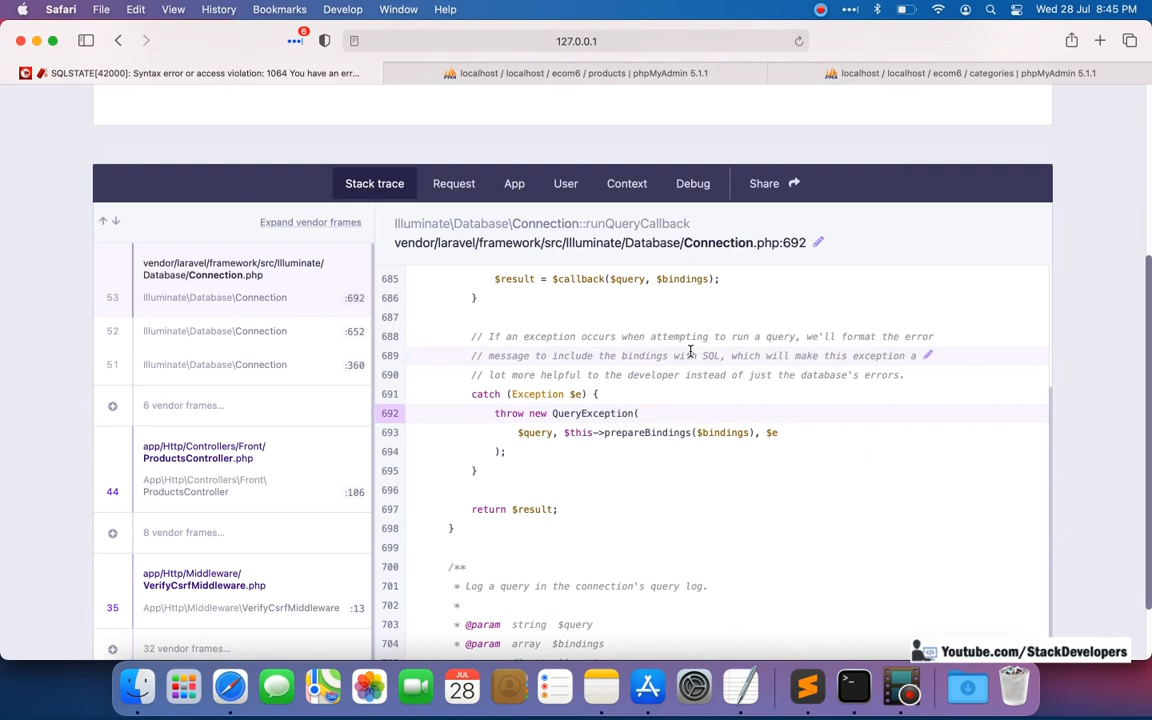 Safari File Edit View History Bookmarks Develop Window Help Wed 28 Jul 8:45 PM
6
127.0.0.1
SQLSTATE[42000]: Syntax error or access violation: 1064 You have an err...
localhost / localhost / ecom6 / products | phpMyAdmin 5.1.1
localhost / localhost / ecom6 / categories | phpMyAdmin 5.1.1
Stack trace Request App User Context Debug Share
Expand vendor frames
vendor/laravel/framework/src/Illuminate/
Database/Connection.php
53 Illuminate\Database\Connection :692
52 Illuminate\Database\Connection :652
51 Illuminate\Database\Connection :360
6 vendor frames...
app/Http/Controllers/Front/
ProductsController.php
App\Http\Controllers\Front\
44 ProductsController :106
8 vendor frames...
app/Http/Middleware/
VerifyCsrfMiddleware.php
35 App\Http\Middleware\VerifyCsrfMiddleware :13
32 vendor frames...
Illuminate\Database\Connection::runQueryCallback
vendor/laravel/framework/src/Illuminate/Database/Connection.php:692
685 $result = $callback($query, $bindings);
686 }
687
688 // If an exception occurs when attempting to run a query, we'll format the error
689 // message to include the bindings with SQL, which will make this exception a
690 // lot more helpful to the developer instead of just the database's errors.
691 catch (Exception $e) {
692 throw new QueryException(
693 $query, $this->prepareBindings($bindings), $e
694 );
695 }
696
697 return $result;
698 }
699
700 /**
701 * Log a query in the connection's query log.
702 *
703 * @param string $query
704 * @param array $bindings
Youtube.com/StackDevelopers
JUL
28